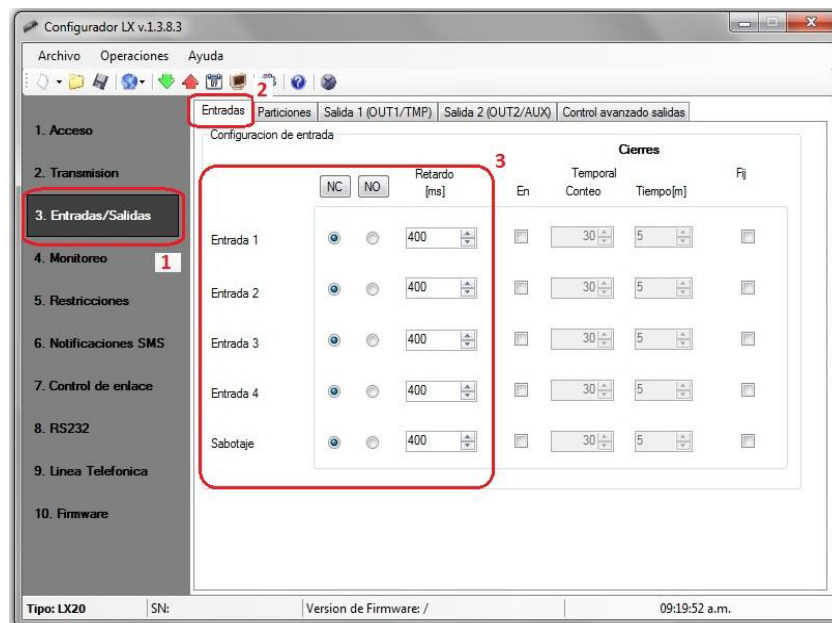 Configurador LX v.1.3.8.3
Archivo Operaciones Ayuda
2
Entradas Particiones Salida 1 (OUT1/TMP) Salida 2 (OUT2/AUX) Control avanzado salidas
1. Acceso
2. Transmision
3. Entradas/Salidas
1
4. Monitoreo
5. Restricciones
6. Notificaciones SMS
7. Control de enlace
8. RS232
9. Linea Telefonica
10. Firmware
Configuracion de entrada
3
Cierres
NC NO Retardo [ms] En Temporal Conteo Tiempo[m] Fij
Entrada 1 400 30 5
Entrada 2 400 30 5
Entrada 3 400 30 5
Entrada 4 400 30 5
Sabotaje 400 30 5
Tipo: LX20 SN: Version de Firmware: / 09:19:52 a.m.